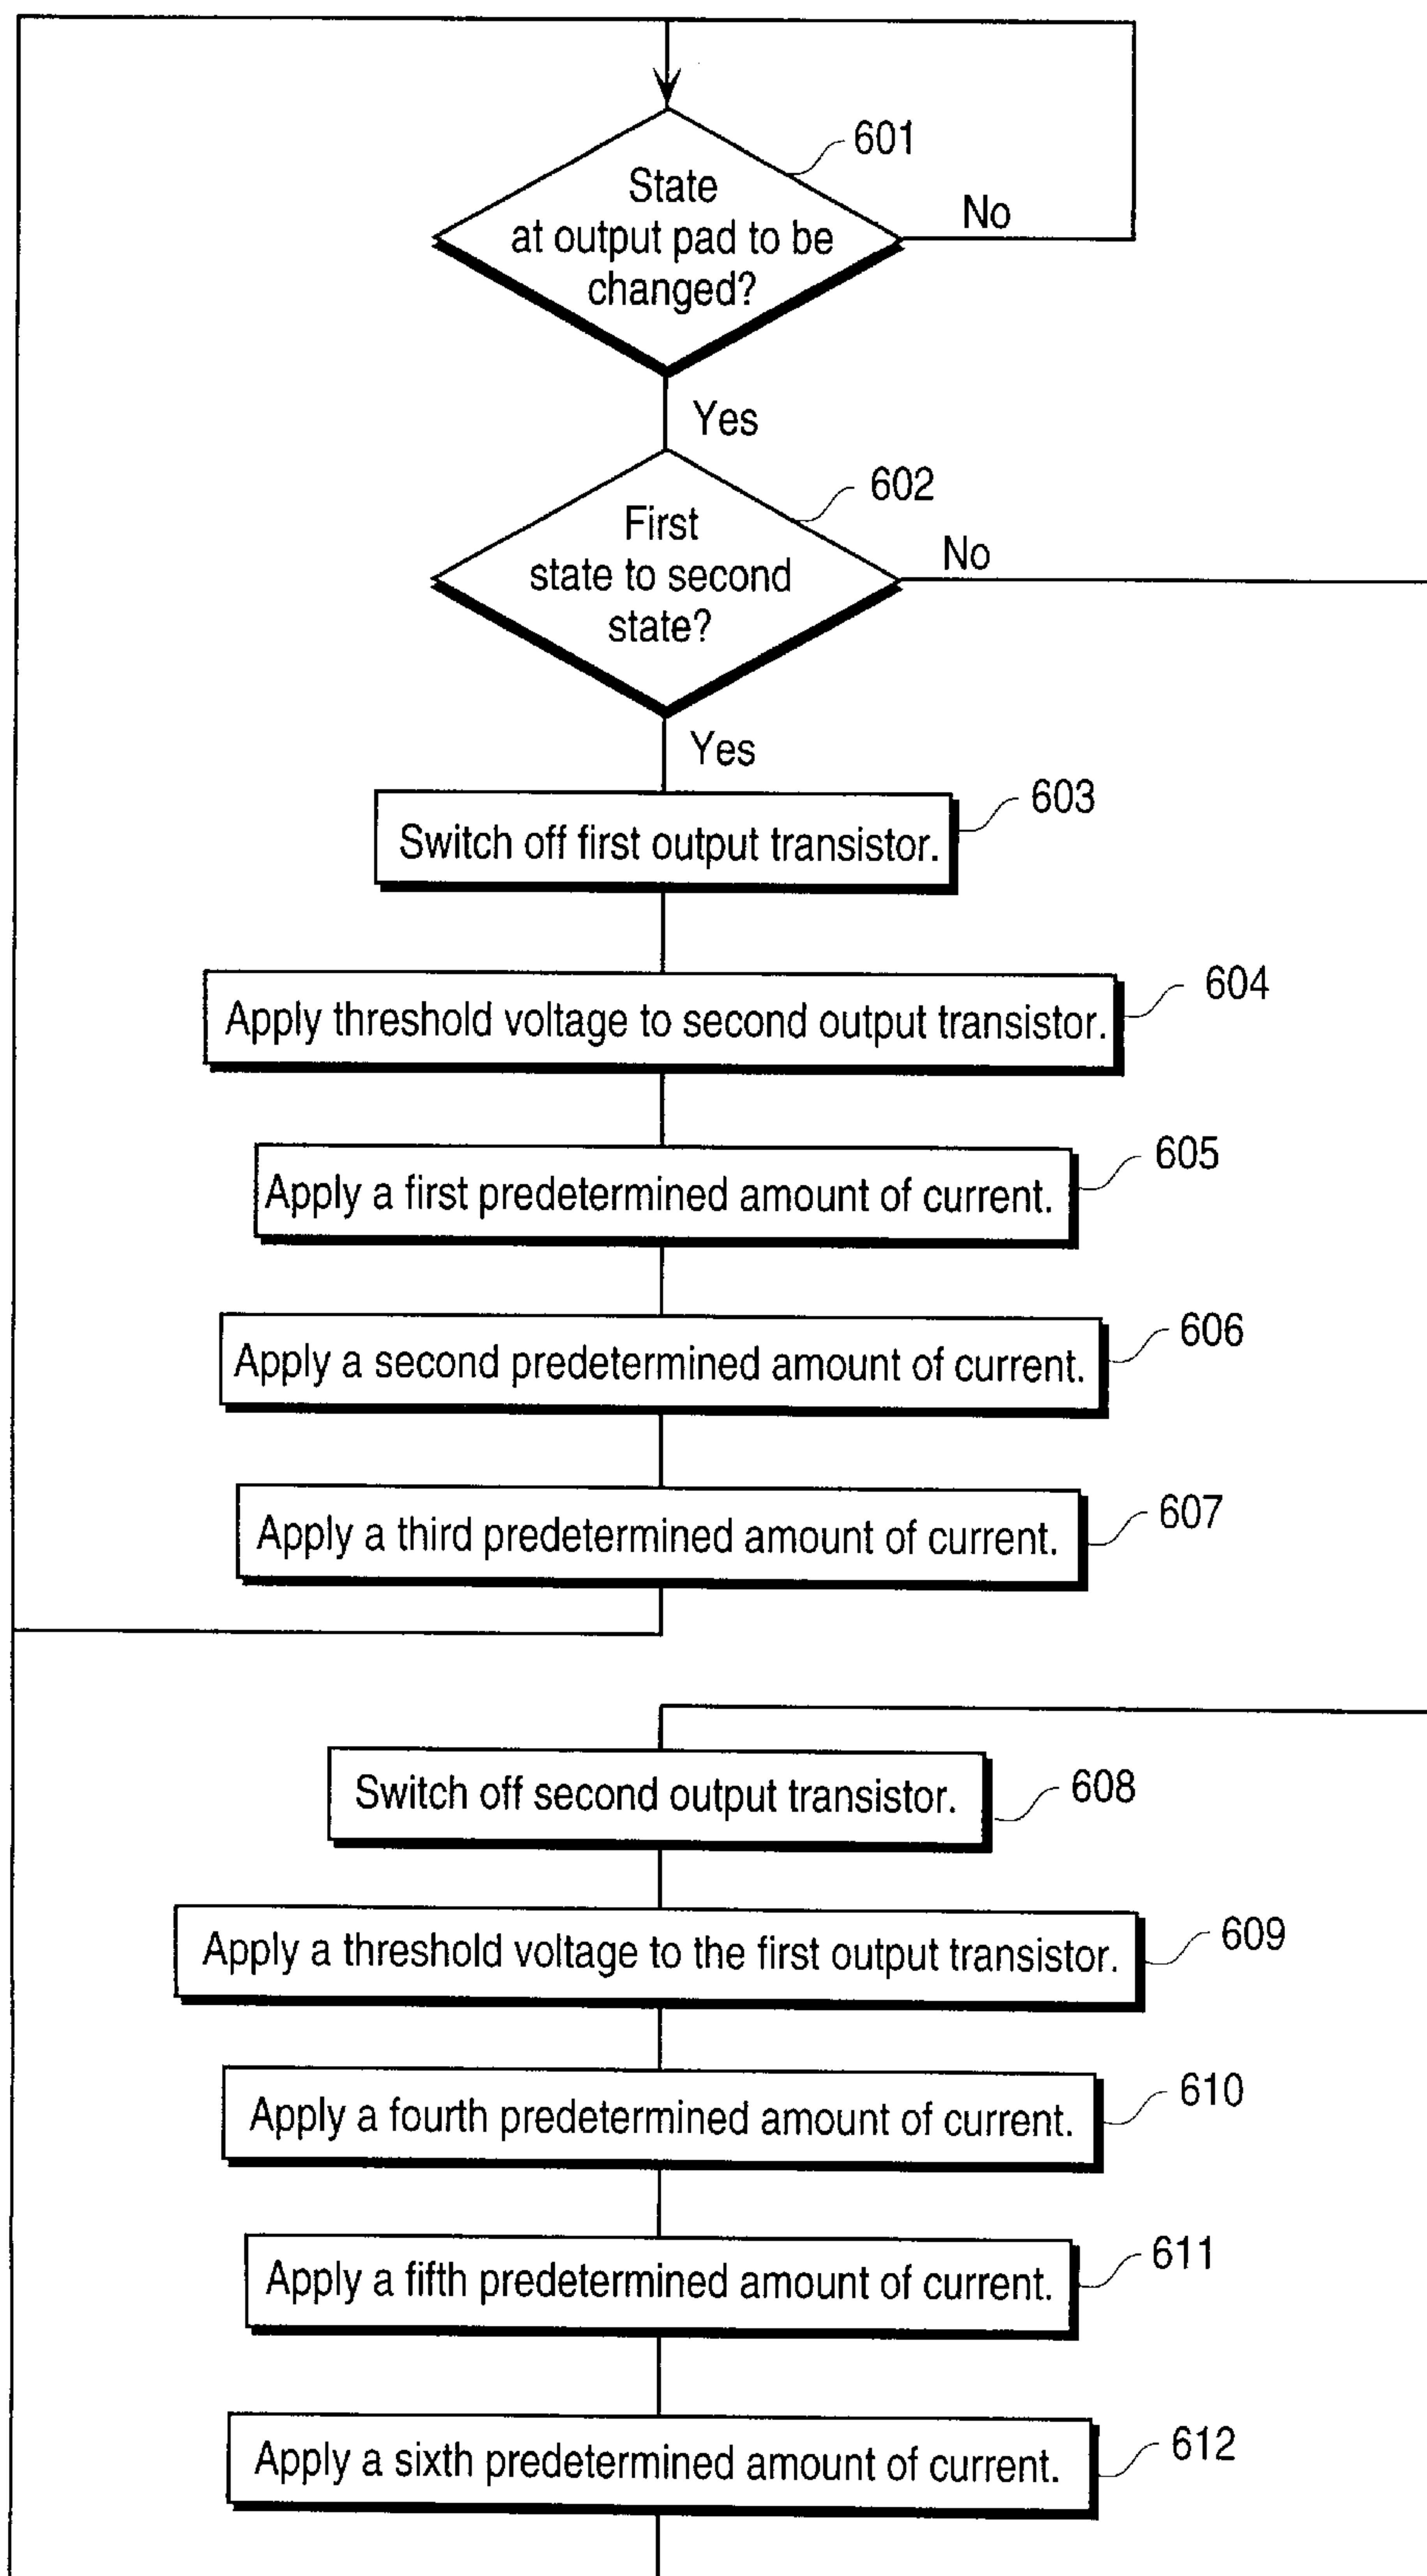 601
State
at output pad to be
changed?
No
Yes
602
First
state to second
state?
No
Yes
603
Switch off first output transistor.
604
Apply threshold voltage to second output transistor.
605
Apply a first predetermined amount of current.
606
Apply a second predetermined amount of current.
607
Apply a third predetermined amount of current.
608
Switch off second output transistor.
609
Apply a threshold voltage to the first output transistor.
610
Apply a fourth predetermined amount of current.
611
Apply a fifth predetermined amount of current.
612
Apply a sixth predetermined amount of current.